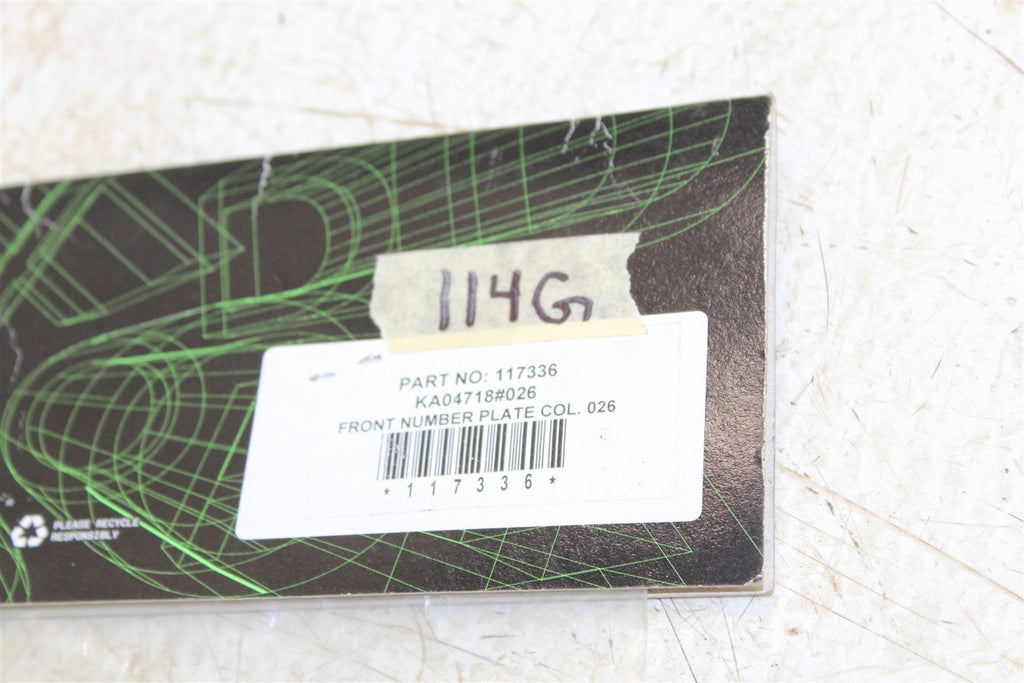 114G
PART NO: 117336
KA04718#026
FRONT NUMBER PLATE COL. 026
*117336*
PLEASE RECYCLE
RESPONSIBLY